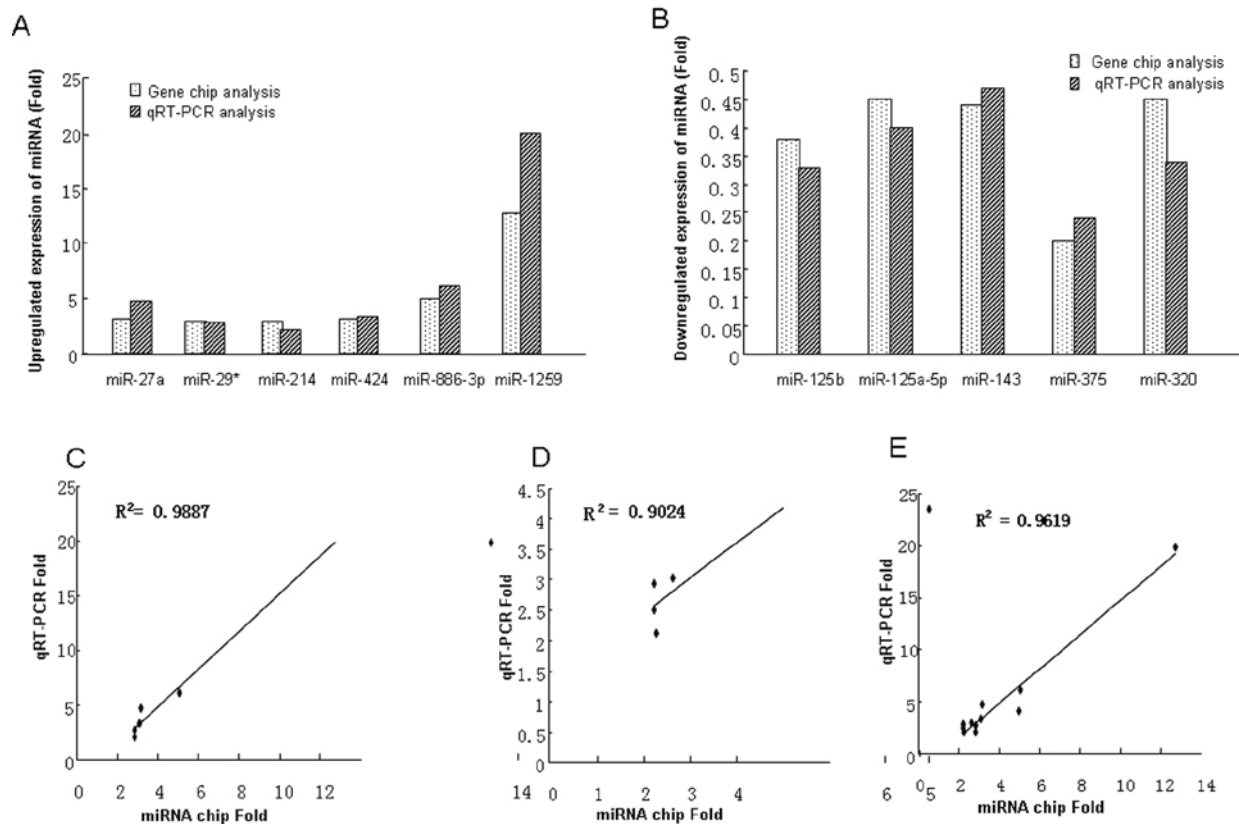 A
Upregulated expression of miRNA (Fold)
25
20
15
10
5
0
Gene chip analysis
qRT-PCR analysis
miR-27a miR-29* miR-214 miR-424 miR-886-3p miR-1259
B
Downregulated expression of miRNA (Fold)
0.5
0.45
0.4
0.35
0.3
0.25
0.2
0.15
0.1
0.05
0
Gene chip analysis
qRT-PCR analysis
miR-125b miR-125a-5p miR-143 miR-375 miR-320
C
qRT-PCR Fold
25
20
15
10
5
0
R²= 0.9887
0 2 4 6 8 10 12
14
miRNA chip Fold
D
qRT-PCR Fold
4.5
4
3.5
3
2.5
2
1.5
1
0.5
0
R² = 0.9024
0 1 2 3 4
6
5
miRNA chip Fold
E
qRT-PCR Fold
25
20
15
10
5
0
R² = 0.9619
0 2 4 6 8 10 12 14
miRNA chip Fold